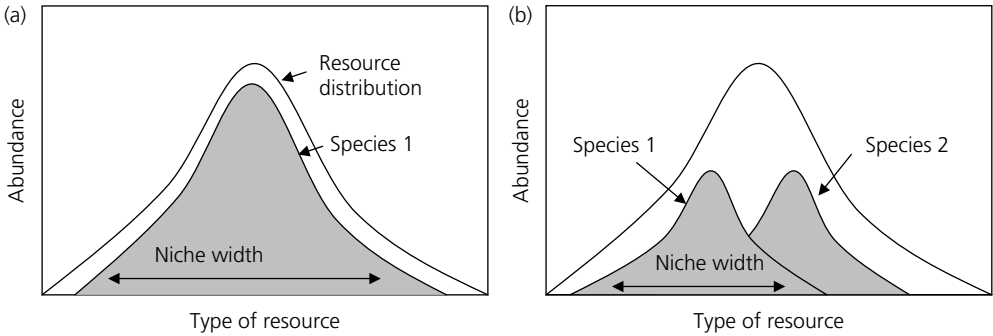 (a)
Resource
distribution
Species 1
Niche width
Abundance
Type of resource
(b)
Species 1
Species 2
Niche width
Abundance
Type of resource